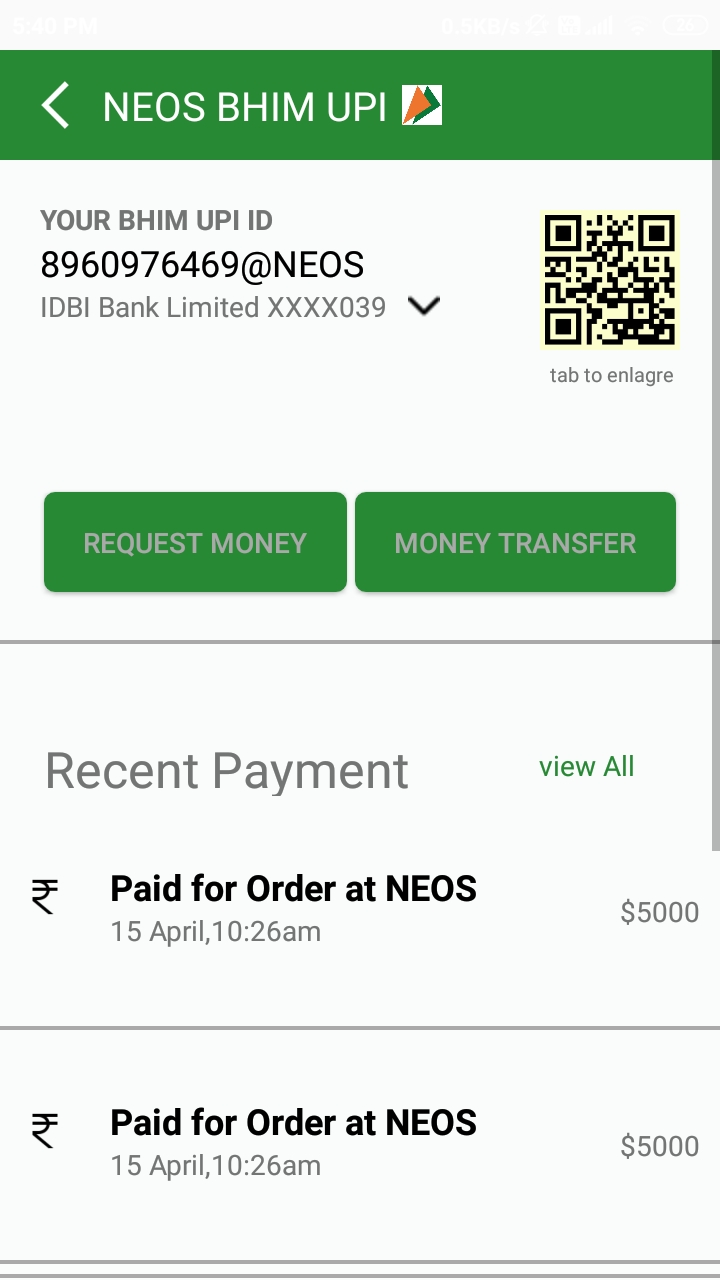 5:40 PM
0.5KB/s
26
NEOS BHIM UPI
YOUR BHIM UPI ID
8960976469@NEOS
IDBI Bank Limited XXXX039
tab to enlagre
REQUEST MONEY
MONEY TRANSFER
Recent Payment
view All
₹
Paid for Order at NEOS
15 April,10:26am
$5000
₹
Paid for Order at NEOS
15 April,10:26am
$5000